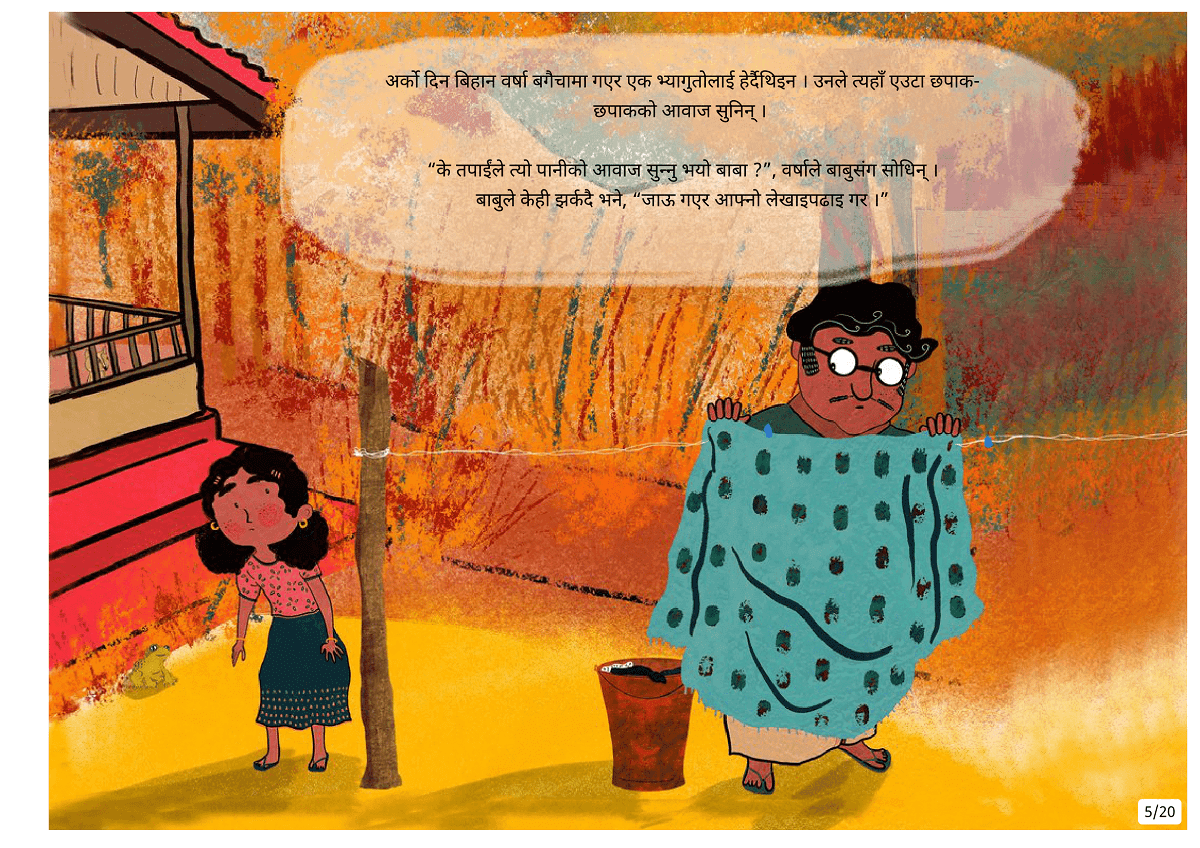 अर्को दिन बिहान वर्षा बगैचामा गएर एक भ्यागुतोलाई हेर्दैथिइन । उनले त्यहाँ एउटा छपाक-
छपाकको आवाज सुनिन् ।
“के तपाईंले त्यो पानीको आवाज सुन्नु भयो बाबा ?”, वर्षाले बाबुसंग सोधिन् ।
बाबुले केही झर्कदै भने, “जाऊ गएर आफ्नो लेखाइपढाइ गर ।”
5/20